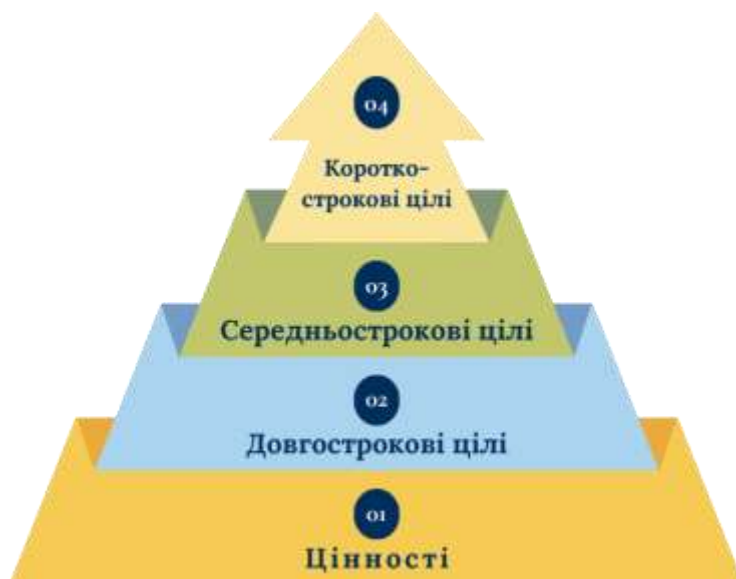 04
Коротко-
строкові цілі
03
Середньострокові цілі
02
Довгострокові цілі
01
Цінності